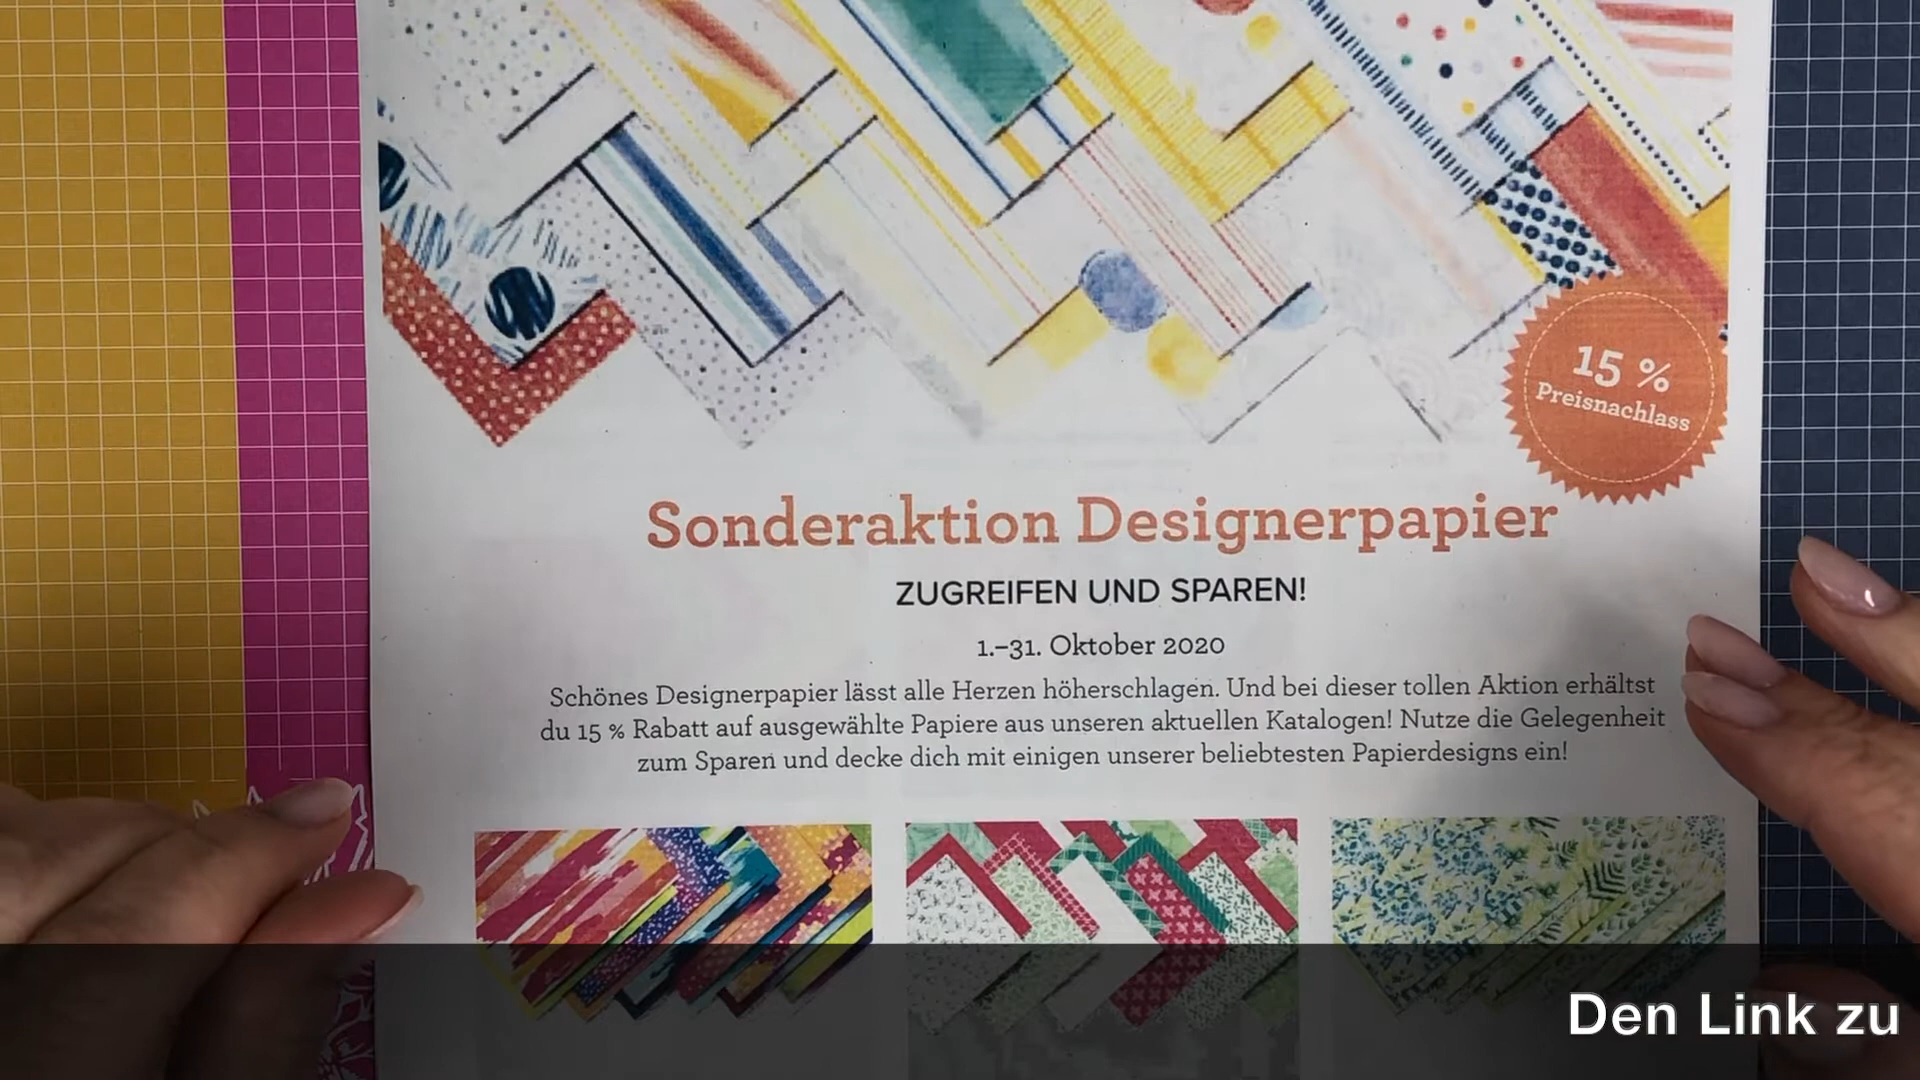 15 %
Preisnachlass
Sonderaktion Designerpapier
ZUGREIFEN UND SPAREN!
1.–31. Oktober 2020
Schönes Designerpapier lässt alle Herzen höherschlagen. Und bei dieser tollen Aktion erhältst
du 15 % Rabatt auf ausgewählte Papiere aus unseren aktuellen Katalogen! Nutze die Gelegenheit
zum Sparen und decke dich mit einigen unserer beliebtesten Papierdesigns ein!
Den Link zu